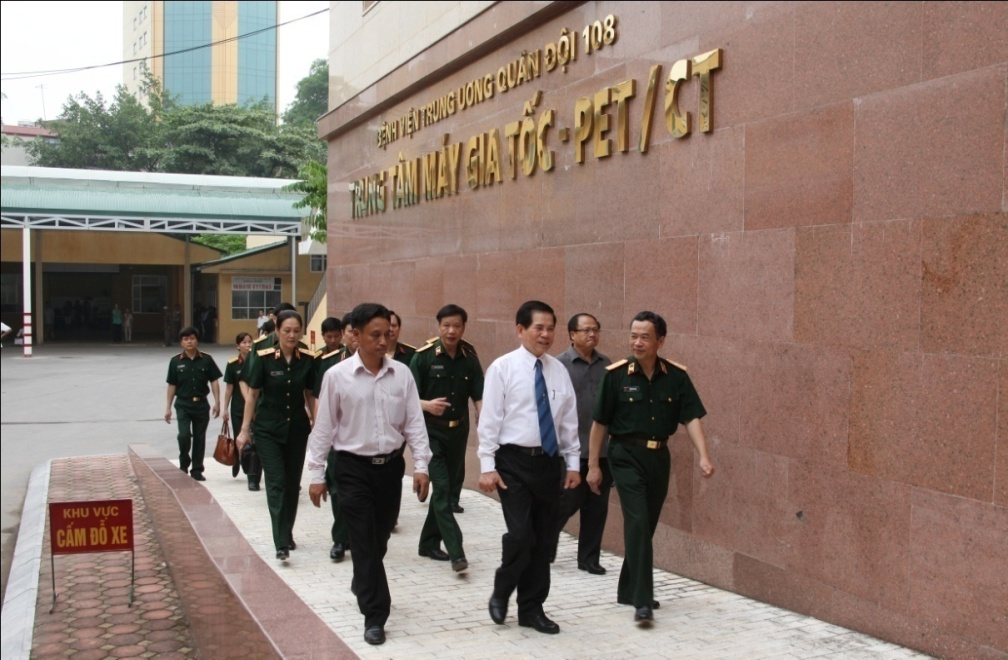 BỆNH VIỆN TRUNG ƯƠNG QUÂN ĐỘI 108
TRUNG TÂM MÁY GIA TỐC - PET/CT
KHU VỰC
CẤM ĐỖ XE